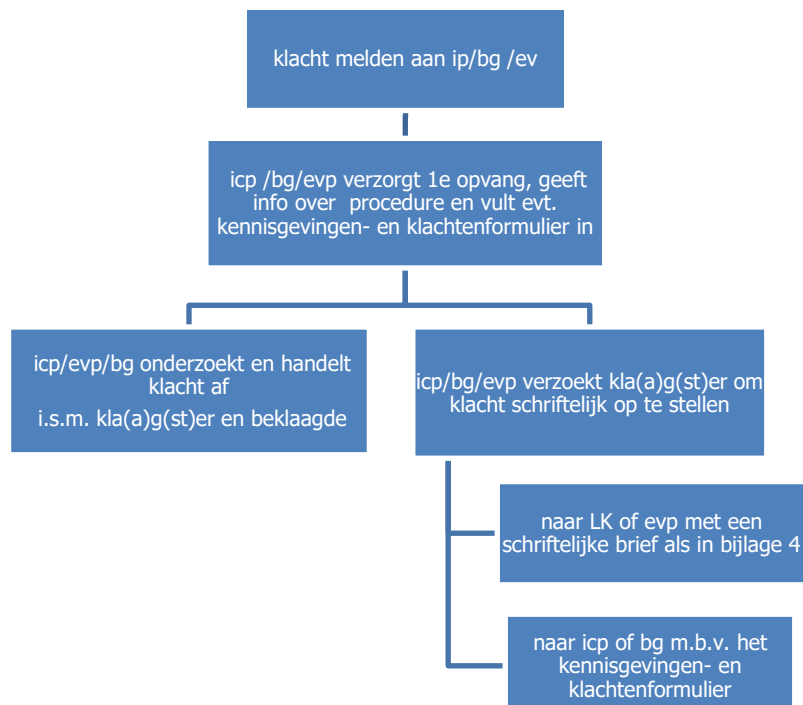 klacht melden aan ip/bg /ev
icp /bg/evp verzorgt 1e opvang, geeft
info over procedure en vult evt.
kennisgevingen- en klachtenformulier in
icp/evp/bg onderzoekt en handelt
klacht af
i.s.m. kla(a)g(st)er en beklaagde
icp/bg/evp verzoekt kla(a)g(st)er om
klacht schriftelijk op te stellen
naar LK of evp met een
schriftelijke brief als in bijlage 4
naar icp of bg m.b.v. het
kennisgevingen- en
klachtenformulier